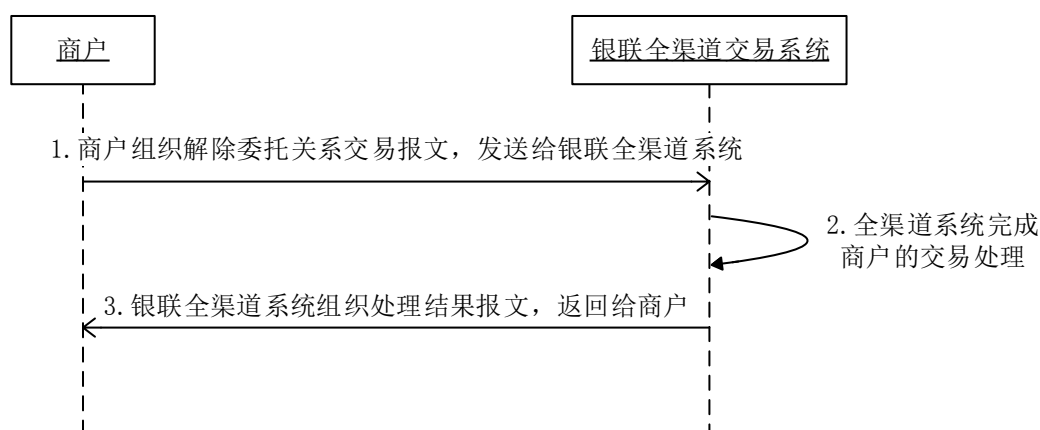 商户
银联全渠道交易系统
1.商户组织解除委托关系交易报文，发送给银联全渠道系统
2.全渠道系统完成
商户的交易处理
3.银联全渠道系统组织处理结果报文，返回给商户